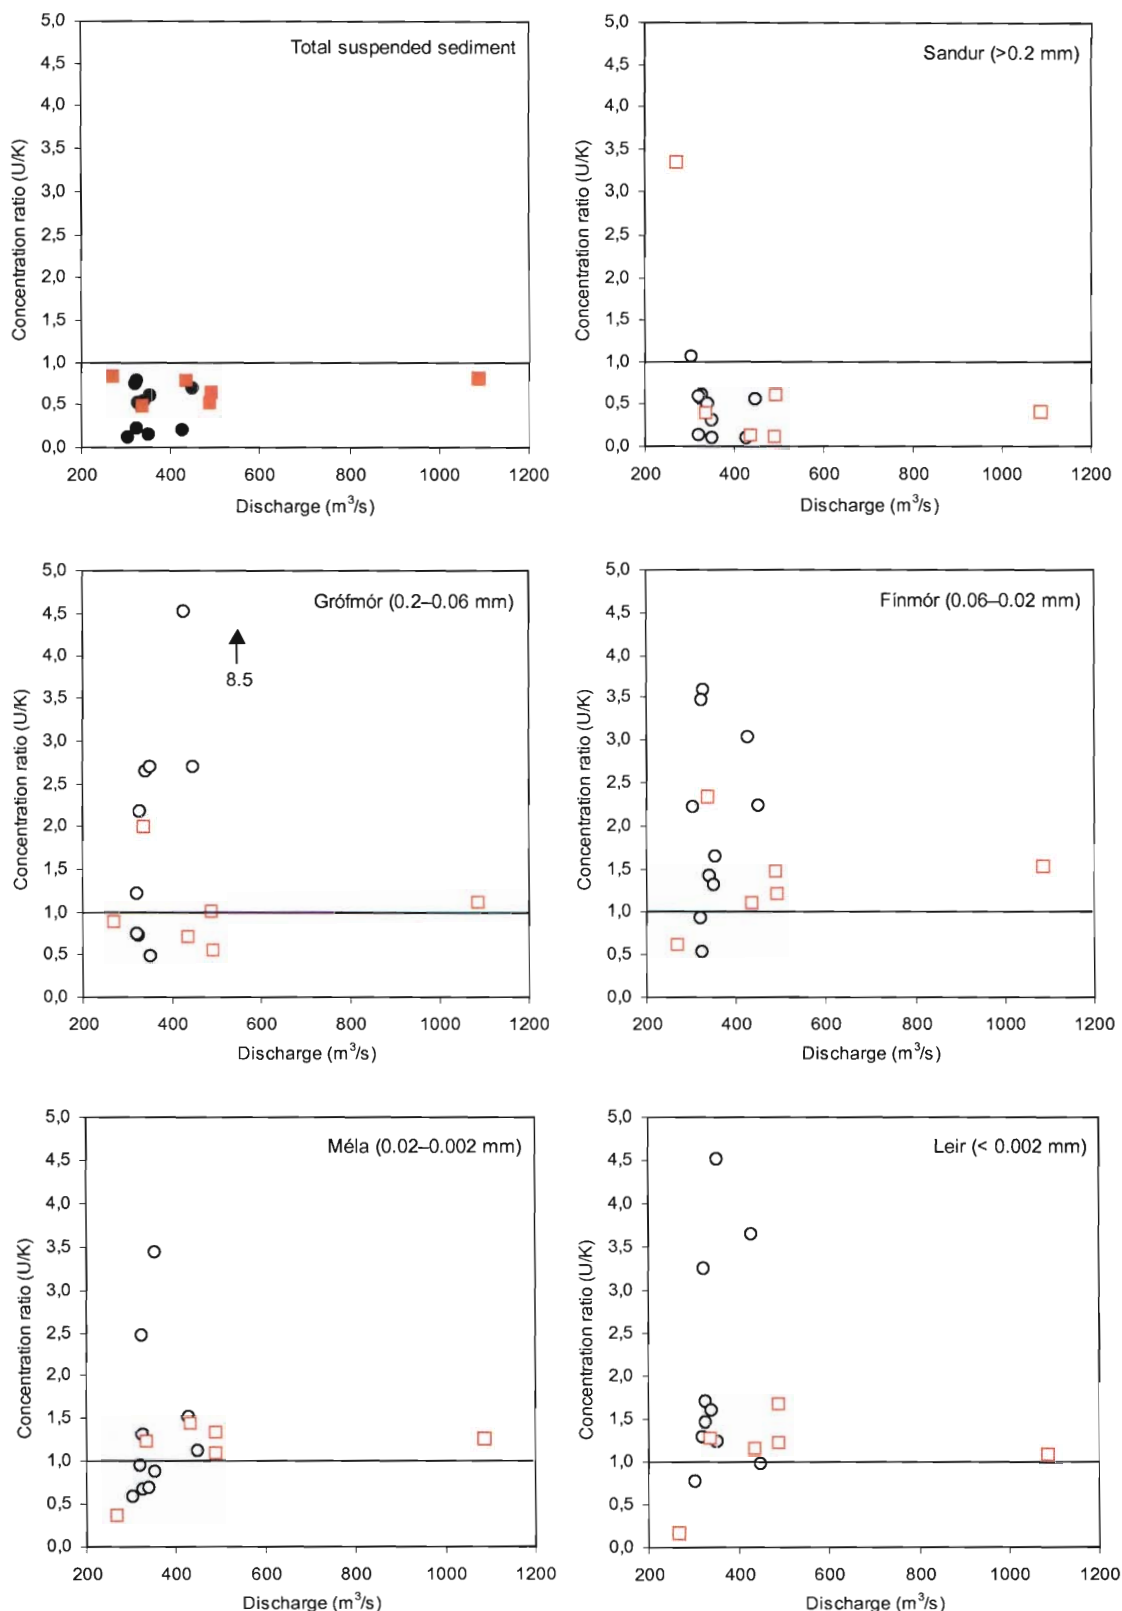 5,0
4,5
4,0
3,5
3,0
2,5
2,0
1,5
1,0
0,5
0,0
Concentration ratio (U/K)
Total suspended sediment
200 400 600 800 1000 1200
Discharge (m³/s)
5,0
4,5
4,0
3,5
3,0
2,5
2,0
1,5
1,0
0,5
0,0
Concentration ratio (U/K)
Sandur (>0.2 mm)
200 400 600 800 1000 1200
Discharge (m³/s)
5,0
4,5
4,0
3,5
3,0
2,5
2,0
1,5
1,0
0,5
0,0
Concentration ratio (U/K)
Grófmór (0.2–0.06 mm)
8.5
200 400 600 800 1000 1200
Discharge (m³/s)
5,0
4,5
4,0
3,5
3,0
2,5
2,0
1,5
1,0
0,5
0,0
Concentration ratio (U/K)
Fínmór (0.06–0.02 mm)
200 400 600 800 1000 1200
Discharge (m³/s)
5,0
4,5
4,0
3,5
3,0
2,5
2,0
1,5
1,0
0,5
0,0
Concentration ratio (U/K)
Méla (0.02–0.002 mm)
200 400 600 800 1000 1200
Discharge (m³/s)
5,0
4,5
4,0
3,5
3,0
2,5
2,0
1,5
1,0
0,5
0,0
Concentration ratio (U/K)
Leir (< 0.002 mm)
200 400 600 800 1000 1200
Discharge (m³/s)